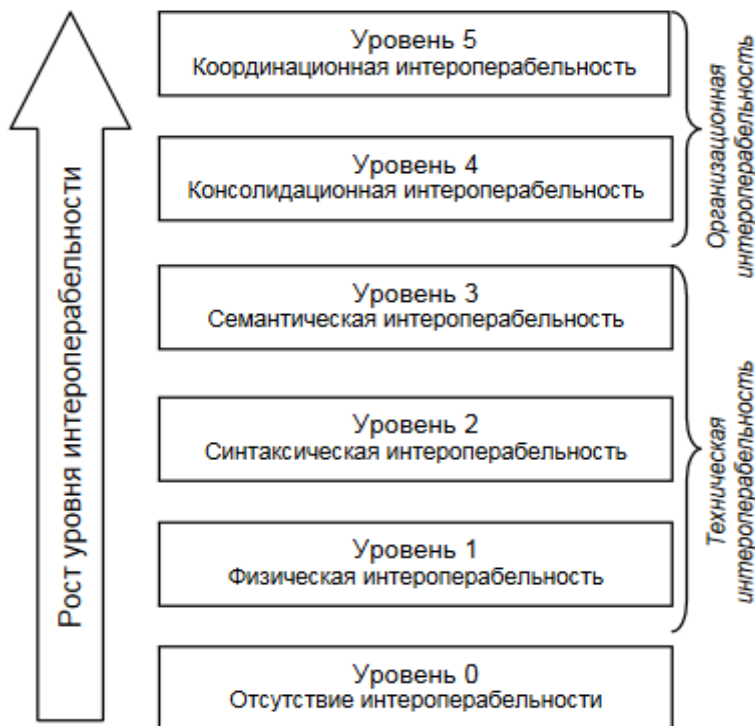 Уровень 5
Координационная интероперабельность
Уровень 4
Консолидационная интероперабельность
Организационная
интероперабельность
Уровень 3
Семантическая интероперабельность
Уровень 2
Синтаксическая интероперабельность
Уровень 1
Физическая интероперабельность
Техническая
интероперабельность
Уровень 0
Отсутствие интероперабельности
Рост уровня интероперабельности